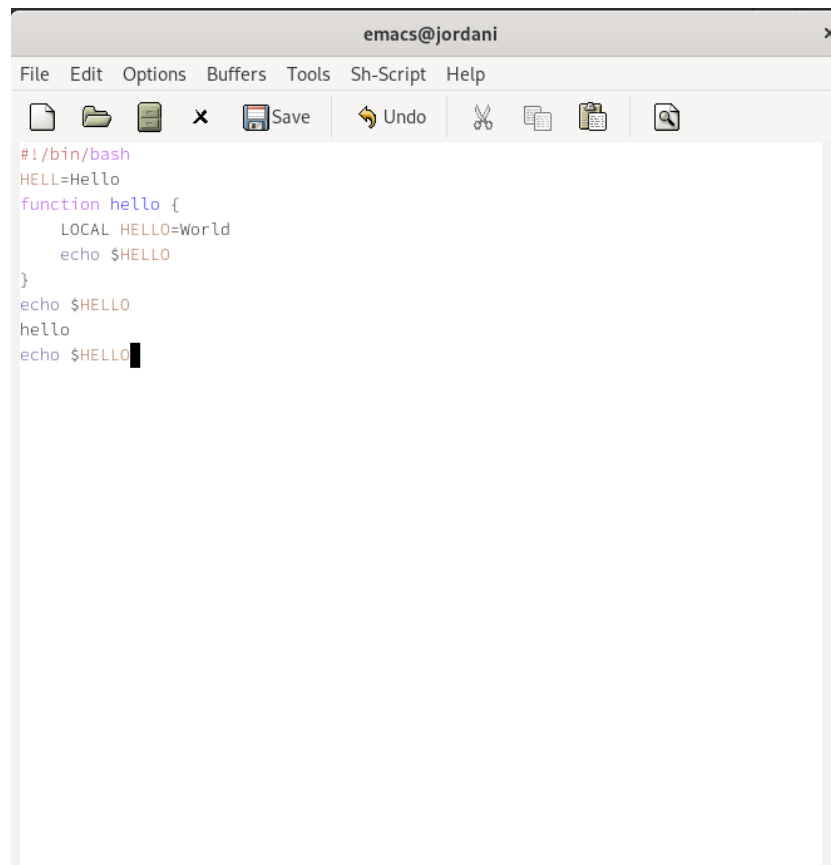 emacs@jordani
File Edit Options Buffers Tools Sh-Script Help
Save Undo
#!/bin/bash
HELL=Hello
function hello {
    LOCAL HELLO=World
    echo $HELLO
}
echo $HELLO
hello
echo $HELLO